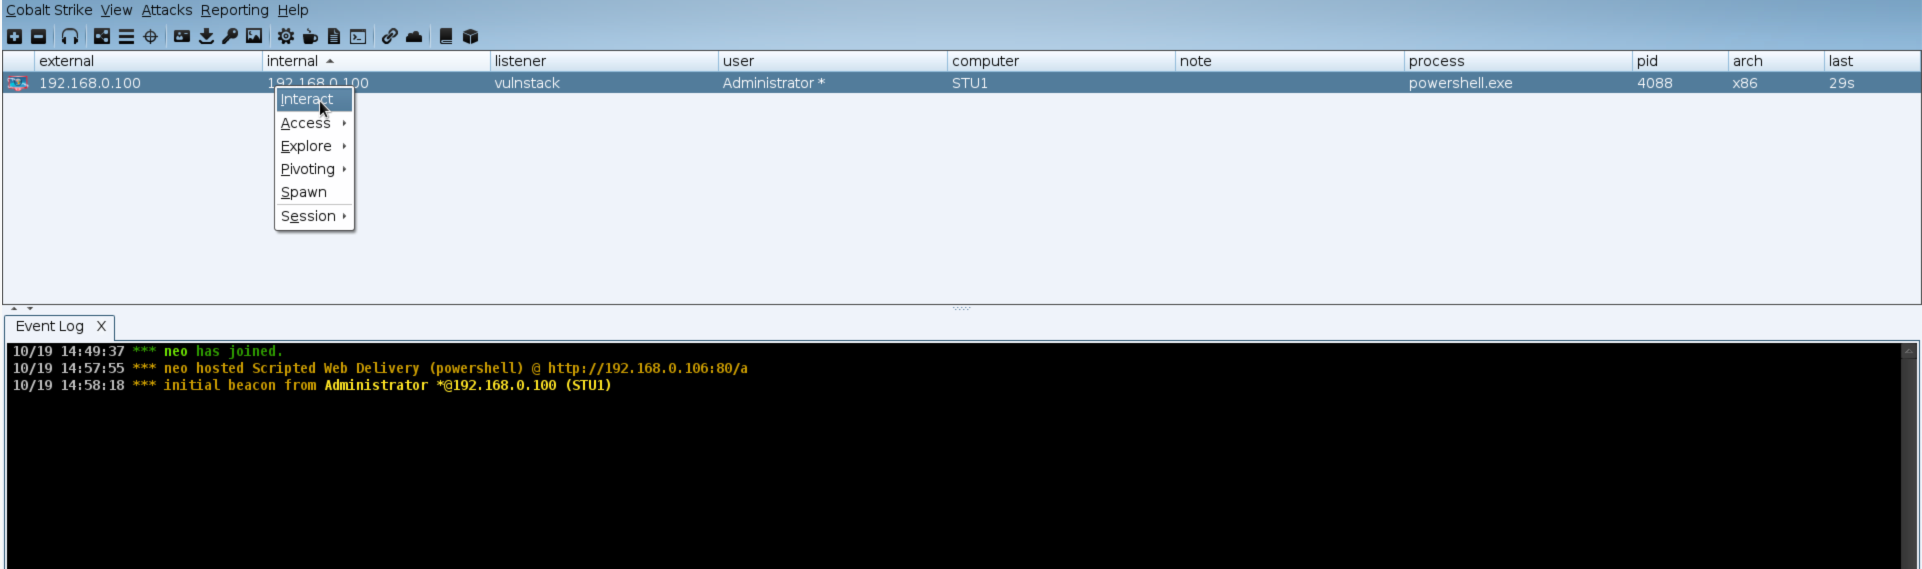 Cobalt Strike View Attacks Reporting Help
external internal listener user computer note process pid arch last
192.168.0.100 192.168.0.100 vulnstack Administrator * STU1 powershell.exe 4088 x86 29s
Interact
Access
Explore
Pivoting
Spawn
Session
Event Log X
10/19 14:49:37 *** neo has joined.
10/19 14:57:55 *** neo hosted Scripted Web Delivery (powershell) @ http://192.168.0.106:80/a
10/19 14:58:18 *** initial beacon from Administrator *@192.168.0.100 (STU1)